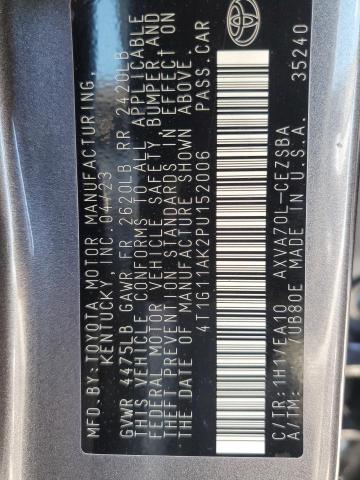 MFD. BY: TOYOTA MOTOR MANUFACTURING,
KENTUCKY, INC. 04/23
GVWR 4475LB GAWR FR 2620LB RR 2420LB
THIS VEHICLE CONFORMS TO ALL APPLICABLE
FEDERAL MOTOR VEHICLE SAFETY, BUMPER, AND
THEFT PREVENTION STANDARDS IN EFFECT ON
THE DATE OF MANUFACTURE SHOWN ABOVE.
4T1G11AK2PU152006 PASS.CAR
C/TR: 1H1/EA10 AXVA70L-CEZSBA
A/TM: /UB80E MADE IN U.S.A. 35240